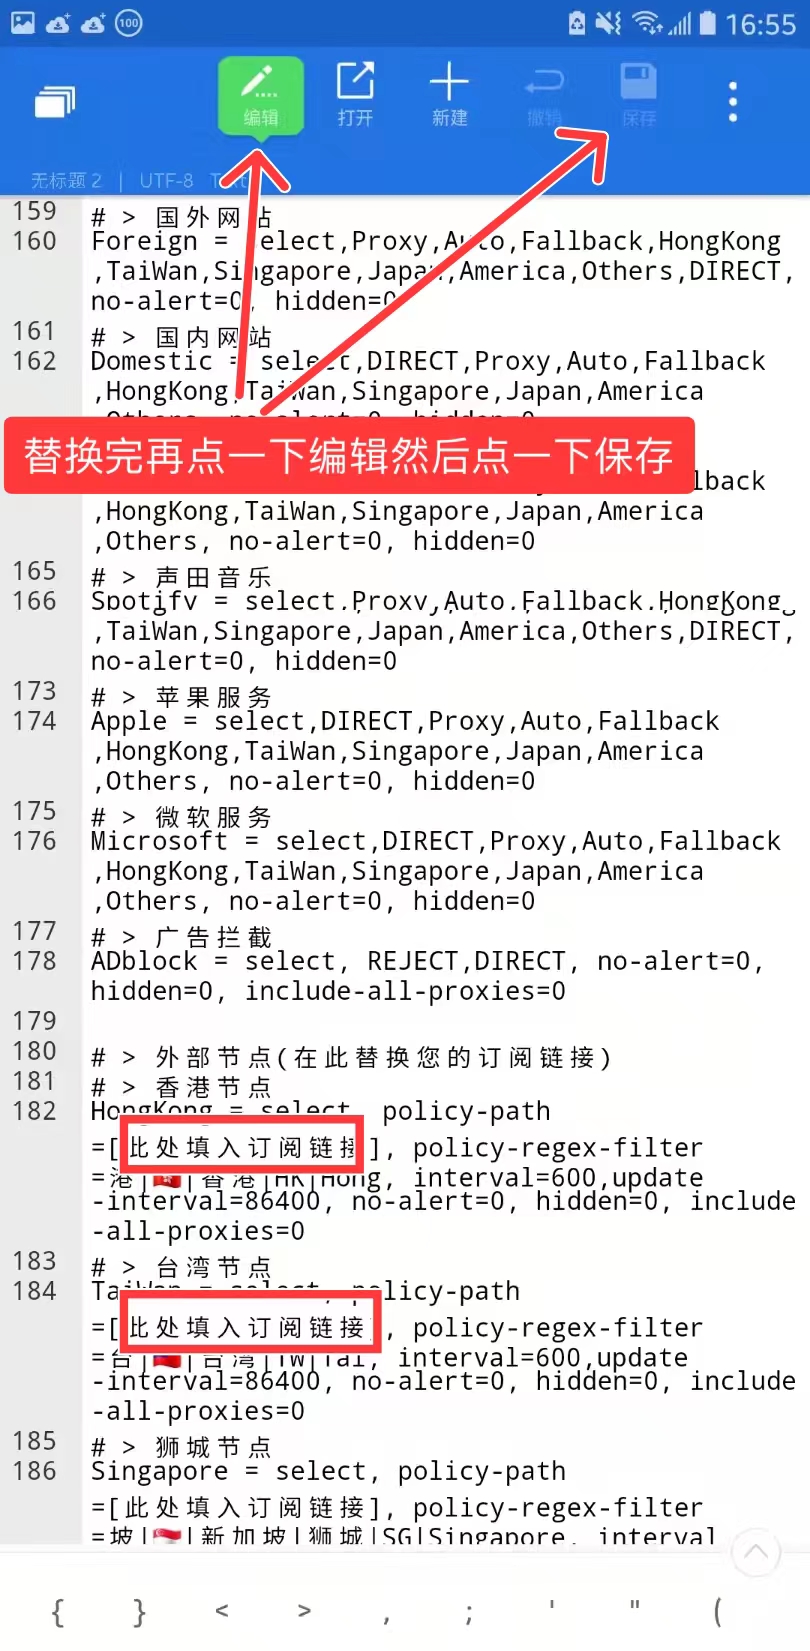 100 16:55
编辑 打开 新建 撤销 保存
无标题 2 | UTF-8
159 # > 国外网站
160 Foreign = select,Proxy,Auto,Fallback,HongKong
,TaiWan,Singapore,Japan,America,Others,DIRECT,
no-alert=0, hidden=0
161 # > 国内网站
162 Domestic = select,DIRECT,Proxy,Auto,Fallback
,HongKong,TaiWan,Singapore,Japan,America
,Others, no-alert=0, hidden=0
替换完再点一下编辑然后点一下保存
lback
,HongKong,TaiWan,Singapore,Japan,America
,Others, no-alert=0, hidden=0
165 # > 声田音乐
166 Spotify = select,Proxy,Auto,Fallback,HongKong
,TaiWan,Singapore,Japan,America,Others,DIRECT,
no-alert=0, hidden=0
173 # > 苹果服务
174 Apple = select,DIRECT,Proxy,Auto,Fallback
,HongKong,TaiWan,Singapore,Japan,America
,Others, no-alert=0, hidden=0
175 # > 微软服务
176 Microsoft = select,DIRECT,Proxy,Auto,Fallback
,HongKong,TaiWan,Singapore,Japan,America
,Others, no-alert=0, hidden=0
177 # > 广告拦截
178 ADblock = select, REJECT,DIRECT, no-alert=0,
hidden=0, include-all-proxies=0
179
180 # > 外部节点(在此替换您的订阅链接)
181 # > 香港节点
182 HongKong = select, policy-path
=[此处填入订阅链接], policy-regex-filter
=港|🇭🇰|香港|HK|Hong, interval=600,update
-interval=86400, no-alert=0, hidden=0, include
-all-proxies=0
183 # > 台湾节点
184 TaiWan = select, policy-path
=[此处填入订阅链接], policy-regex-filter
=台|🇹🇼|台湾|TW|Tai, interval=600,update
-interval=86400, no-alert=0, hidden=0, include
-all-proxies=0
185 # > 狮城节点
186 Singapore = select, policy-path
=[此处填入订阅链接], policy-regex-filter
=坡|🇸🇬|新加坡|狮城|SG|Singapore, interval
{ } < > , ; ' " (